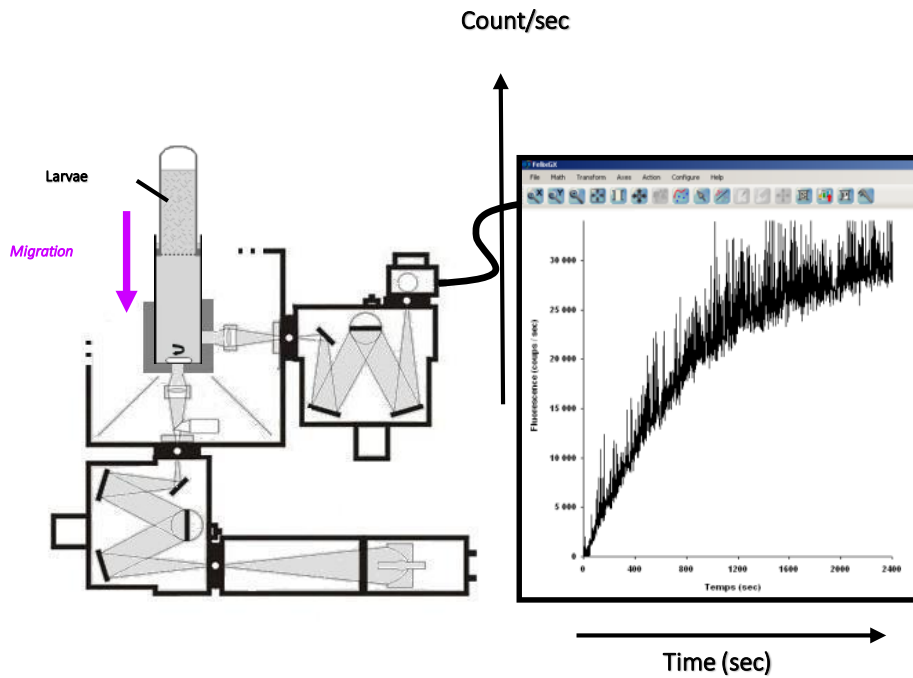 Count/sec
Larvae
Migration
FelixGX
File Math Transform Axes Action Configure Help
Fluorescence (coups / sec)
30 000
25 000
20 000
15 000
10 000
5 000
0
0 400 800 1200 1600 2000 2400
Temps (sec)
Time (sec)